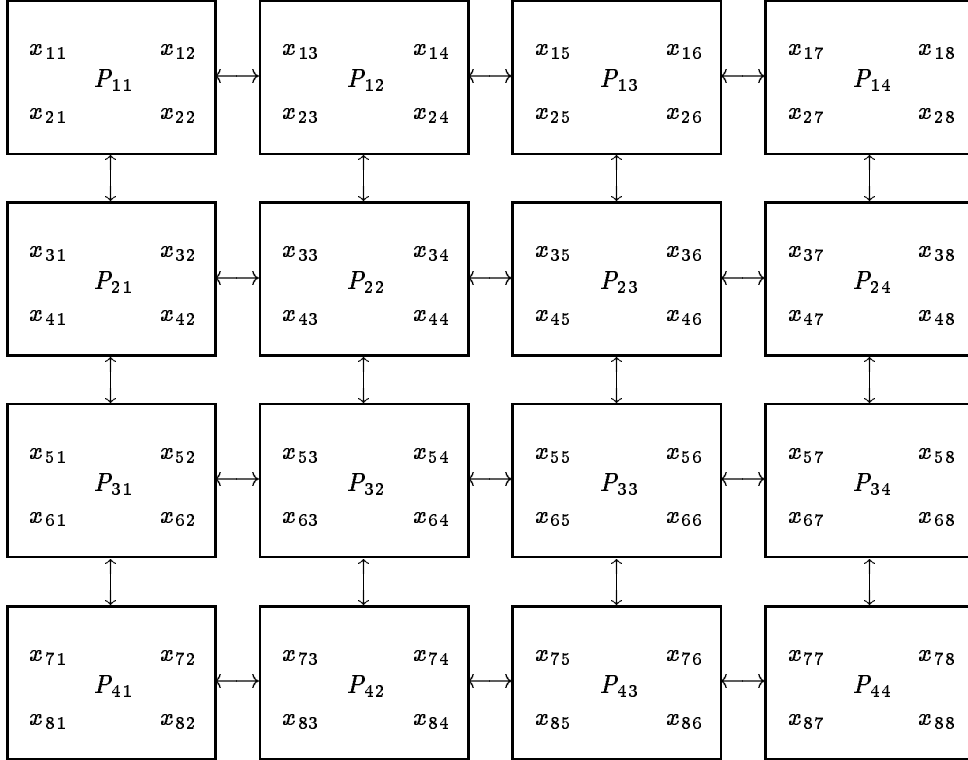 x11 x12 x13 x14 x15 x16 x17 x18
P11 P12 P13 P14
x21 x22 x23 x24 x25 x26 x27 x28
x31 x32 x33 x34 x35 x36 x37 x38
P21 P22 P23 P24
x41 x42 x43 x44 x45 x46 x47 x48
x51 x52 x53 x54 x55 x56 x57 x58
P31 P32 P33 P34
x61 x62 x63 x64 x65 x66 x67 x68
x71 x72 x73 x74 x75 x76 x77 x78
P41 P42 P43 P44
x81 x82 x83 x84 x85 x86 x87 x88